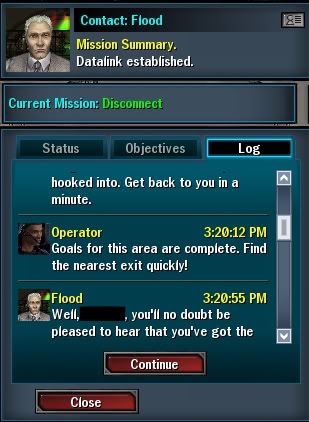 Contact: Flood
Mission Summary.
Datalink established.
Current Mission: Disconnect
Status
Objectives
Log
hooked into. Get back to you in a
minute.
Operator 3:20:12 PM
Goals for this area are complete. Find
the nearest exit quickly!
Flood 3:20:55 PM
Well, , you'll no doubt be
pleased to hear that you've got the
Continue
Close